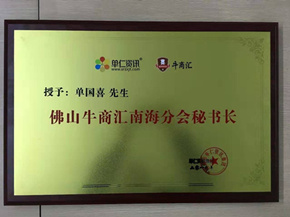 单仁资讯 牛商汇
授予：单国喜 先生
佛山牛商汇南海分会秘书长